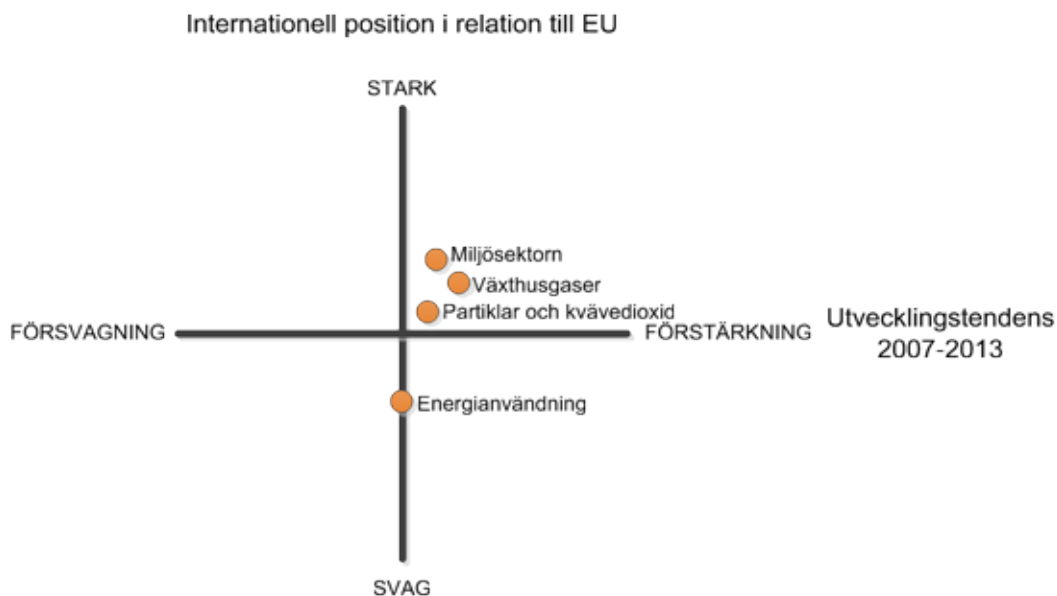 Internationell position i relation till EU
STARK
Miljösektorn
Växthusgaser
Partiklar och kvävedioxid
FÖRSVAGNING
FÖRSTÄRKNING
Utvecklingstendens
2007-2013
Energianvändning
SVAG